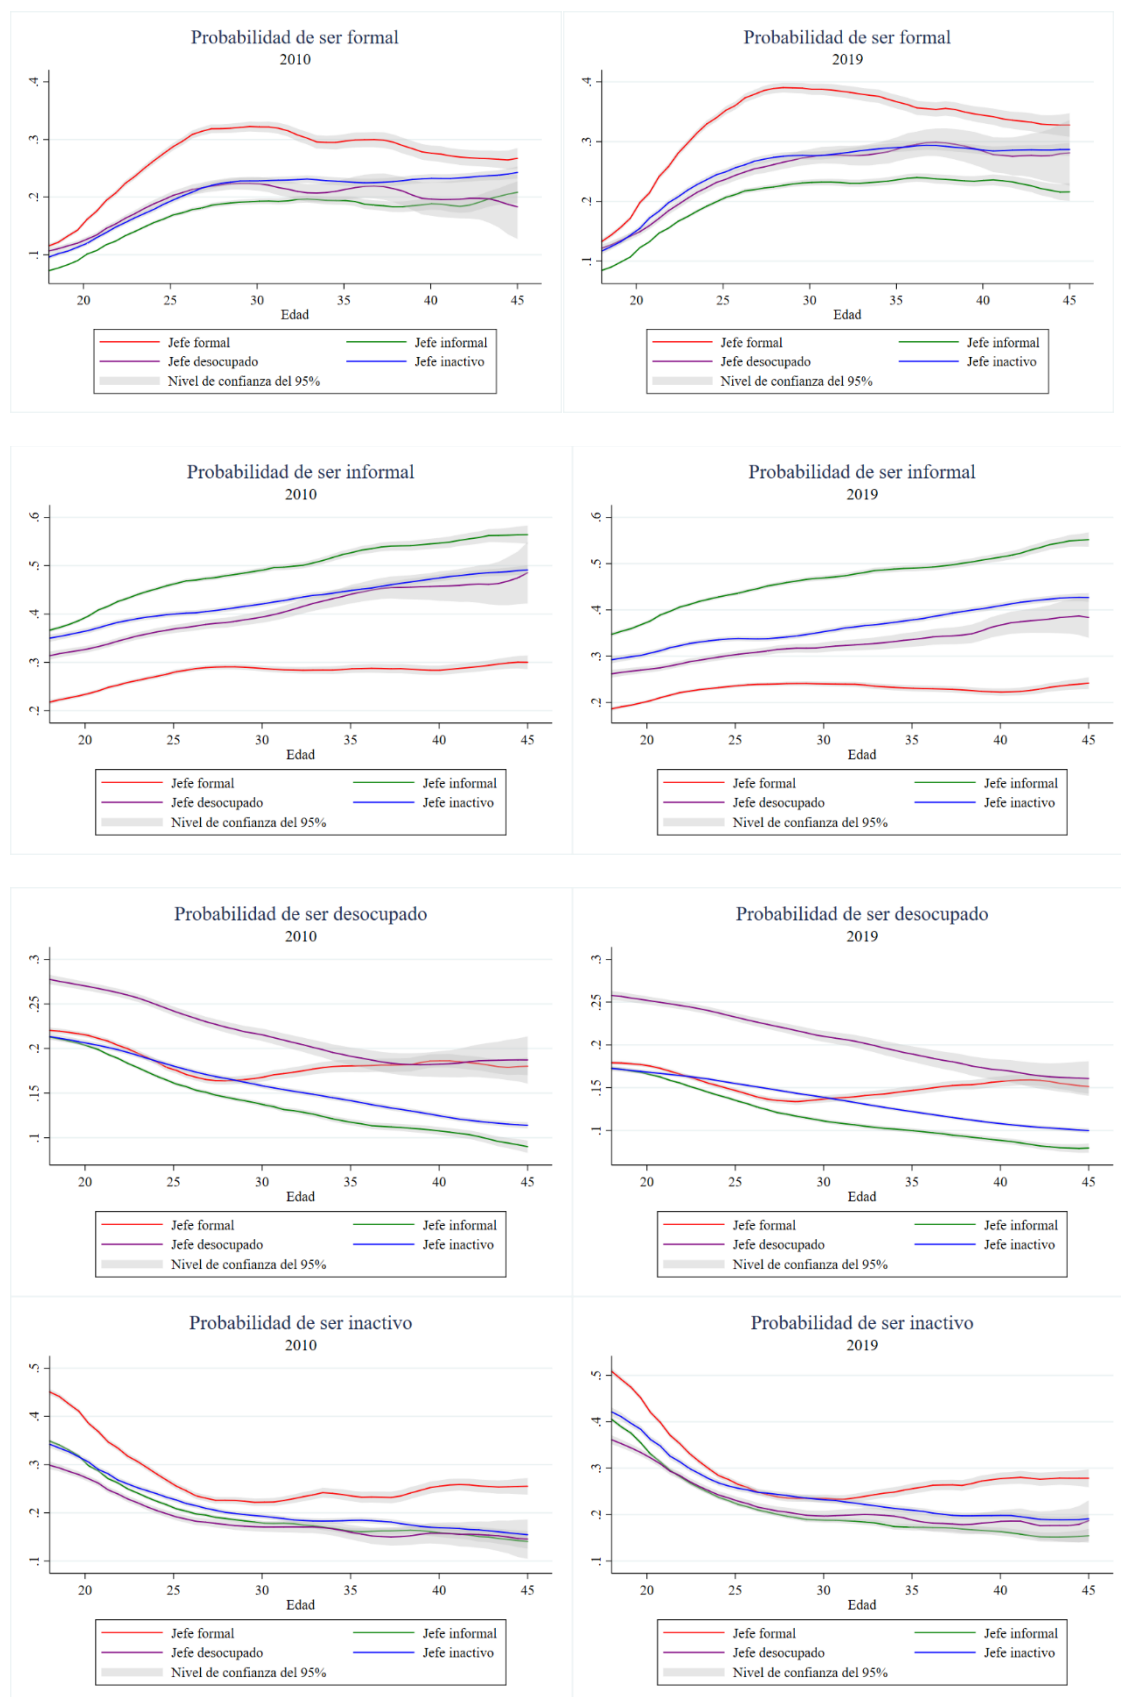 Probabilidad de ser formal
2010
.4
.3
.2
.1
20 25 30 35 40 45
Edad
Jefe formal Jefe informal
Jefe desocupado Jefe inactivo
Nivel de confianza del 95%
Probabilidad de ser formal
2019
.4
.3
.2
.1
20 25 30 35 40 45
Edad
Jefe formal Jefe informal
Jefe desocupado Jefe inactivo
Nivel de confianza del 95%
Probabilidad de ser informal
2010
.6
.5
.4
.3
.2
20 25 30 35 40 45
Edad
Jefe formal Jefe informal
Jefe desocupado Jefe inactivo
Nivel de confianza del 95%
Probabilidad de ser informal
2019
.6
.5
.4
.3
.2
20 25 30 35 40 45
Edad
Jefe formal Jefe informal
Jefe desocupado Jefe inactivo
Nivel de confianza del 95%
Probabilidad de ser desocupado
2010
.3
.25
.2
.15
.1
20 25 30 35 40 45
Edad
Jefe formal Jefe informal
Jefe desocupado Jefe inactivo
Nivel de confianza del 95%
Probabilidad de ser desocupado
2019
.3
.25
.2
.15
.1
20 25 30 35 40 45
Edad
Jefe formal Jefe informal
Jefe desocupado Jefe inactivo
Nivel de confianza del 95%
Probabilidad de ser inactivo
2010
.5
.4
.3
.2
.1
20 25 30 35 40 45
Edad
Jefe formal Jefe informal
Jefe desocupado Jefe inactivo
Nivel de confianza del 95%
Probabilidad de ser inactivo
2019
.5
.4
.3
.2
.1
20 25 30 35 40 45
Edad
Jefe formal Jefe informal
Jefe desocupado Jefe inactivo
Nivel de confianza del 95%